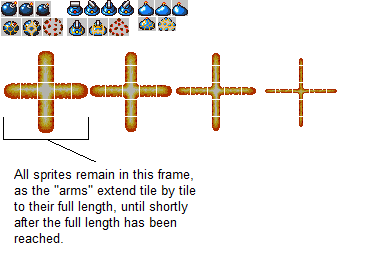 All sprites remain in this frame,
as the "arms" extend tile by tile
to their full length, until shortly
after the full length has been
reached.